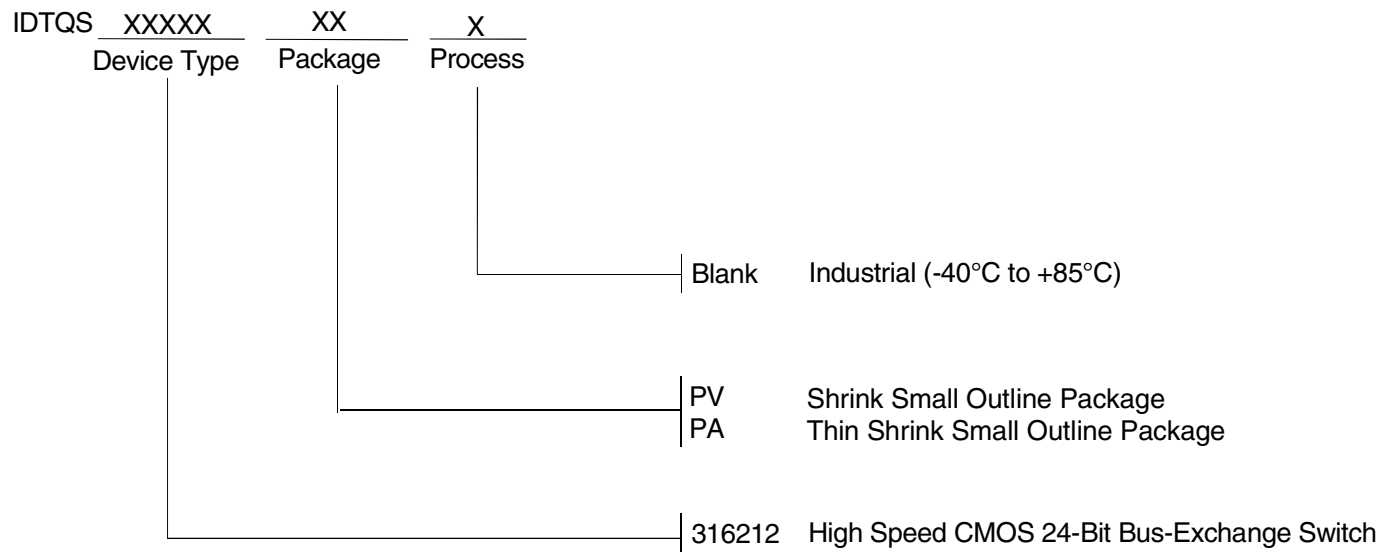 IDTQS XXXXX XX X
Device Type Package Process
Blank Industrial (-40°C to +85°C)
PV Shrink Small Outline Package
PA Thin Shrink Small Outline Package
316212 High Speed CMOS 24-Bit Bus-Exchange Switch